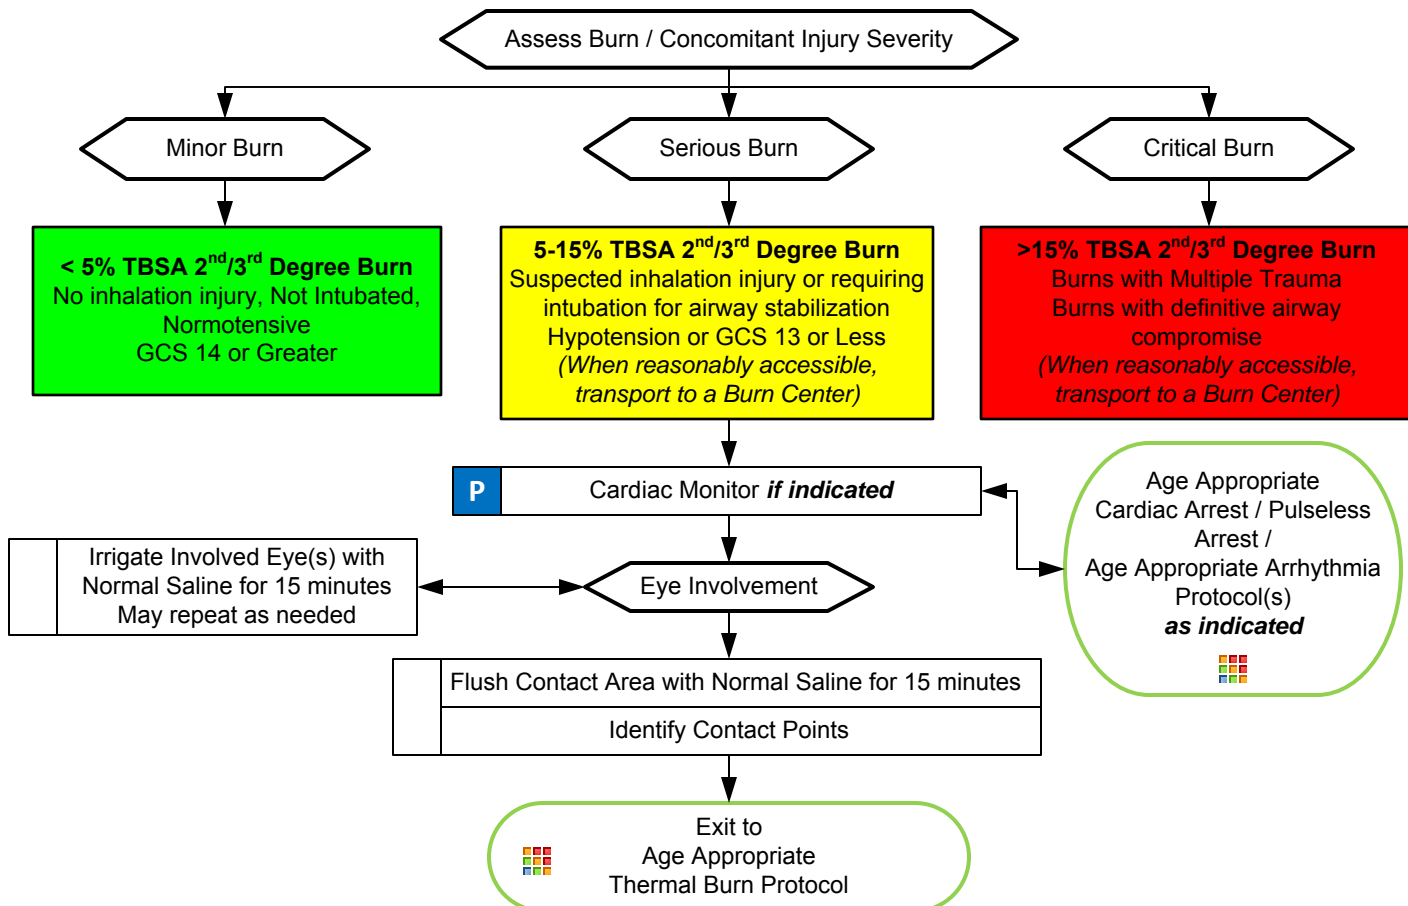 Assess Burn / Concomitant Injury Severity
Minor Burn
Serious Burn
Critical Burn
< 5% TBSA 2nd/3rd Degree Burn
No inhalation injury, Not Intubated,
Normotensive
GCS 14 or Greater
5-15% TBSA 2nd/3rd Degree Burn
Suspected inhalation injury or requiring
intubation for airway stabilization
Hypotension or GCS 13 or Less
(When reasonably accessible,
transport to a Burn Center)
>15% TBSA 2nd/3rd Degree Burn
Burns with Multiple Trauma
Burns with definitive airway
compromise
(When reasonably accessible,
transport to a Burn Center)
P
Cardiac Monitor if indicated
Age Appropriate
Cardiac Arrest / Pulseless
Arrest /
Age Appropriate Arrhythmia
Protocol(s)
as indicated
Irrigate Involved Eye(s) with
Normal Saline for 15 minutes
May repeat as needed
Eye Involvement
Flush Contact Area with Normal Saline for 15 minutes
Identify Contact Points
Exit to
Age Appropriate
Thermal Burn Protocol